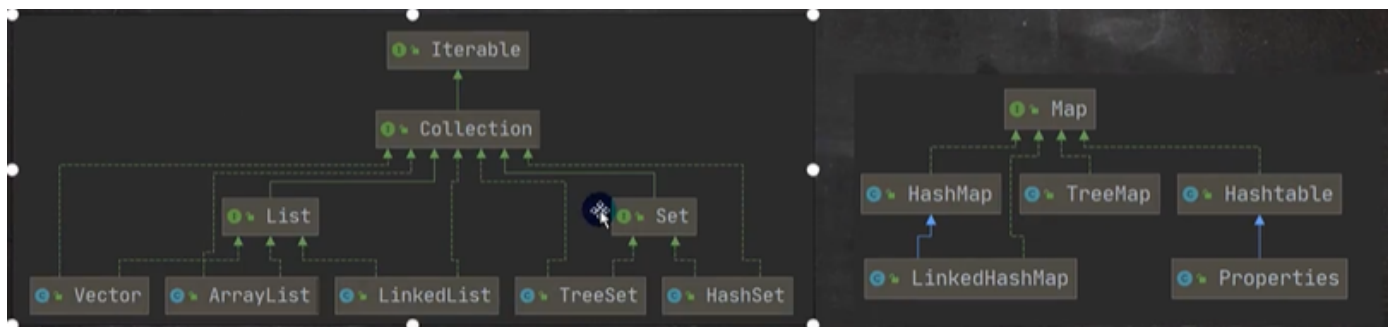 Iterable
Collection
List
Set
Vector
ArrayList
LinkedList
TreeSet
HashSet
Map
HashMap
TreeMap
Hashtable
LinkedHashMap
Properties